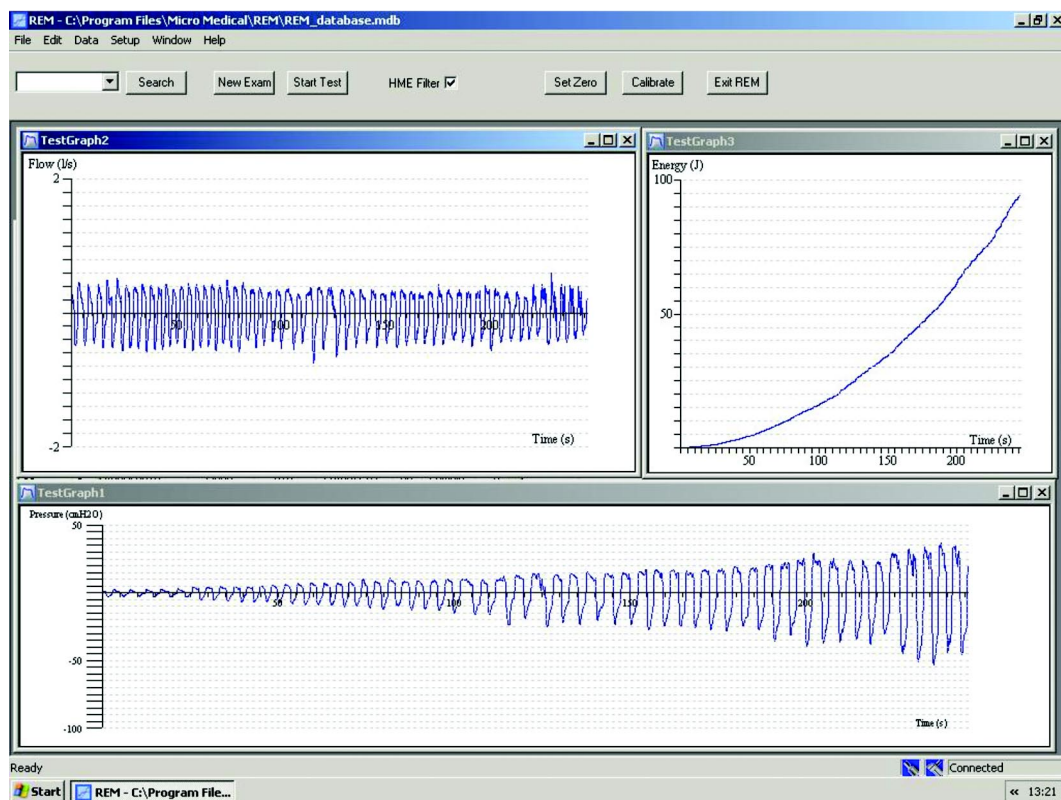 REM - C:\Program Files\Micro Medical\REM\REM_database.mdb
File Edit Data Setup Window Help
Search New Exam Start Test HME Filter Set Zero Calibrate Exit REM
TestGraph2
Flow (l/s)
2
50 100 150 200
-2
Time (s)
TestGraph3
Energy (J)
100
50
Time (s)
50 100 150 200
TestGraph1
Pressure (cmH2O)
50
50 100 150 200
-50
-100
Time (s)
Ready Connected
Start REM - C:\Program File... « 13:21